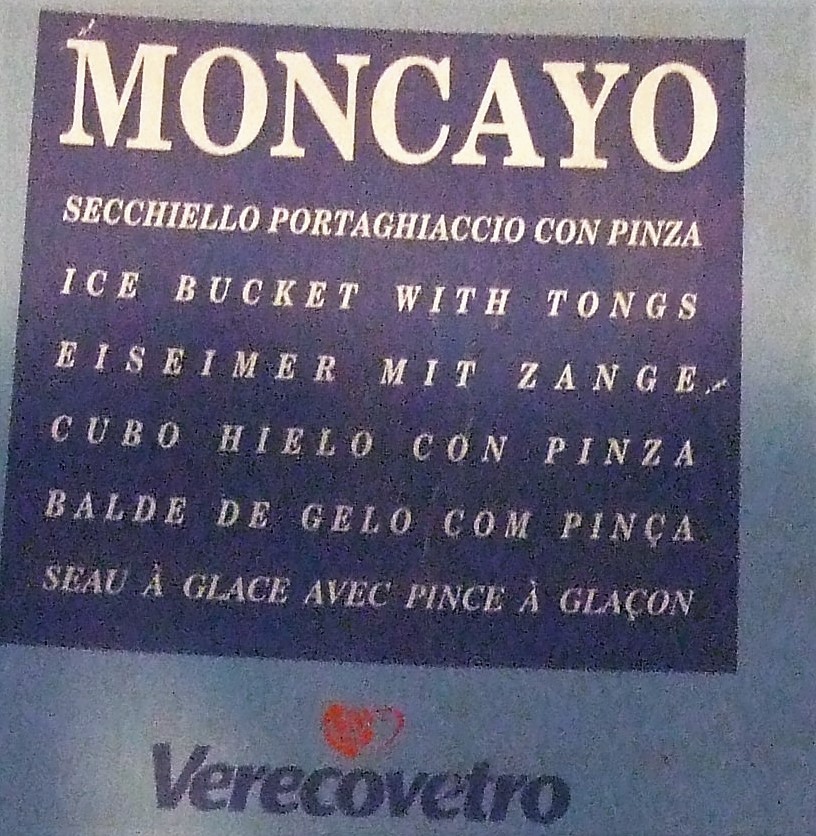 MONCAYO
SECCHIELLO PORTAGHIACCIO CON PINZA
ICE BUCKET WITH TONGS
EISEIMER MIT ZANGE
CUBO HIELO CON PINZA
BALDE DE GELO COM PINÇA
SEAU À GLACE AVEC PINCE À GLAÇON
Verecovetro